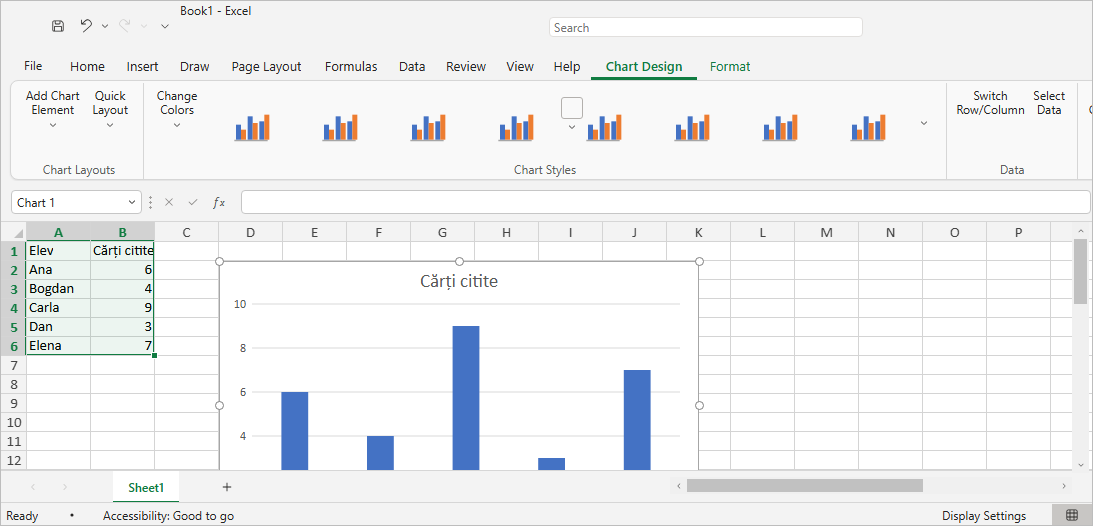 Book1 - Excel
Search
File Home Insert Draw Page Layout Formulas Data Review View Help Chart Design Format
Add Chart Element
Quick Layout
Change Colors
Switch Row/Column
Select Data
Chart Layouts
Chart Styles
Data
Chart 1
fx
A B C D E F G H I J K L M N O P
1 Elev Cărți citite
2 Ana 6
3 Bogdan 4
4 Carla 9
5 Dan 3
6 Elena 7
7
8
9
10
11
12
Cărți citite
10
8
6
4
Sheet1
Ready
Accessibility: Good to go
Display Settings